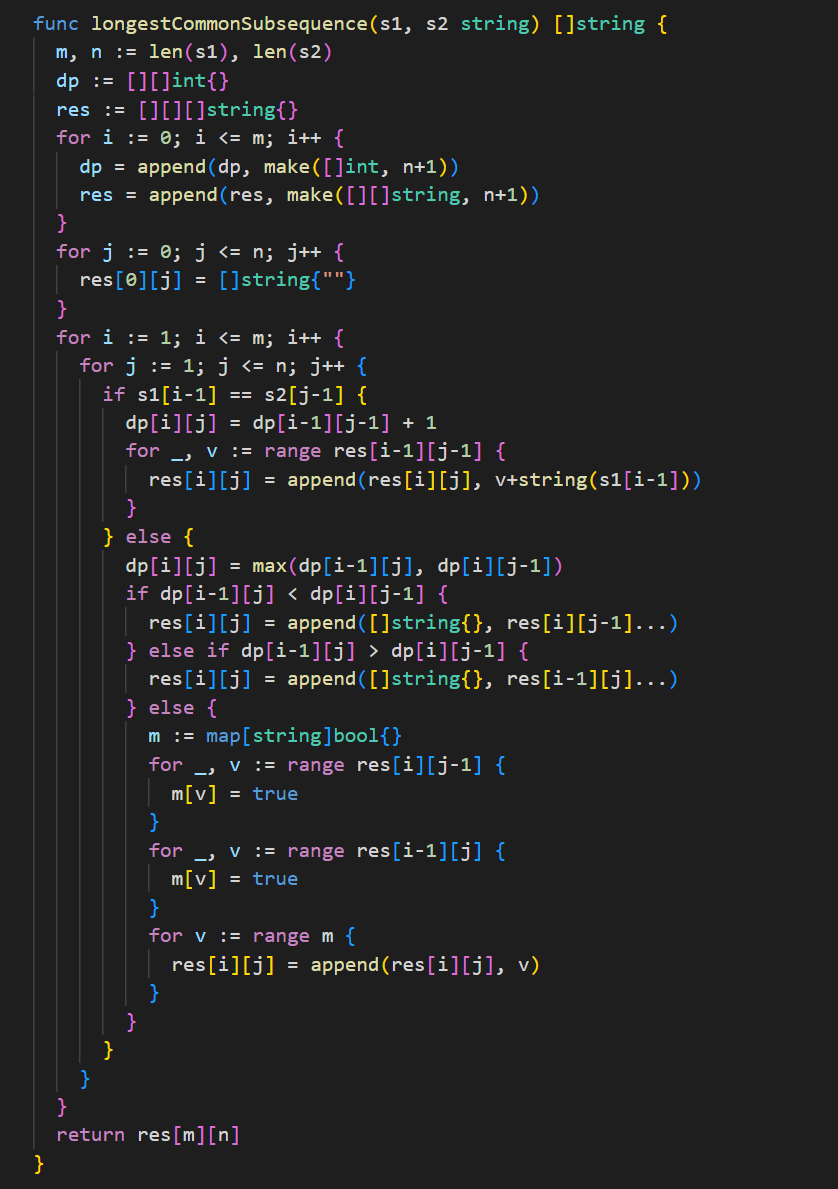 func longestCommonSubsequence(s1, s2 string) []string {
  m, n := len(s1), len(s2)
  dp := [][]int{}
  res := [][][]string{}
  for i := 0; i <= m; i++ {
    dp = append(dp, make([]int, n+1))
    res = append(res, make([][]string, n+1))
  }
  for j := 0; j <= n; j++ {
    res[0][j] = []string{""}
  }
  for i := 1; i <= m; i++ {
    for j := 1; j <= n; j++ {
      if s1[i-1] == s2[j-1] {
        dp[i][j] = dp[i-1][j-1] + 1
        for _, v := range res[i-1][j-1] {
          res[i][j] = append(res[i][j], v+string(s1[i-1]))
        }
      } else {
        dp[i][j] = max(dp[i-1][j], dp[i][j-1])
        if dp[i-1][j] < dp[i][j-1] {
          res[i][j] = append([]string{}, res[i][j-1]...)
        } else if dp[i-1][j] > dp[i][j-1] {
          res[i][j] = append([]string{}, res[i-1][j]...)
        } else {
          m := map[string]bool{}
          for _, v := range res[i][j-1] {
            m[v] = true
          }
          for _, v := range res[i-1][j] {
            m[v] = true
          }
          for v := range m {
            res[i][j] = append(res[i][j], v)
          }
        }
      }
    }
  }
  return res[m][n]
}